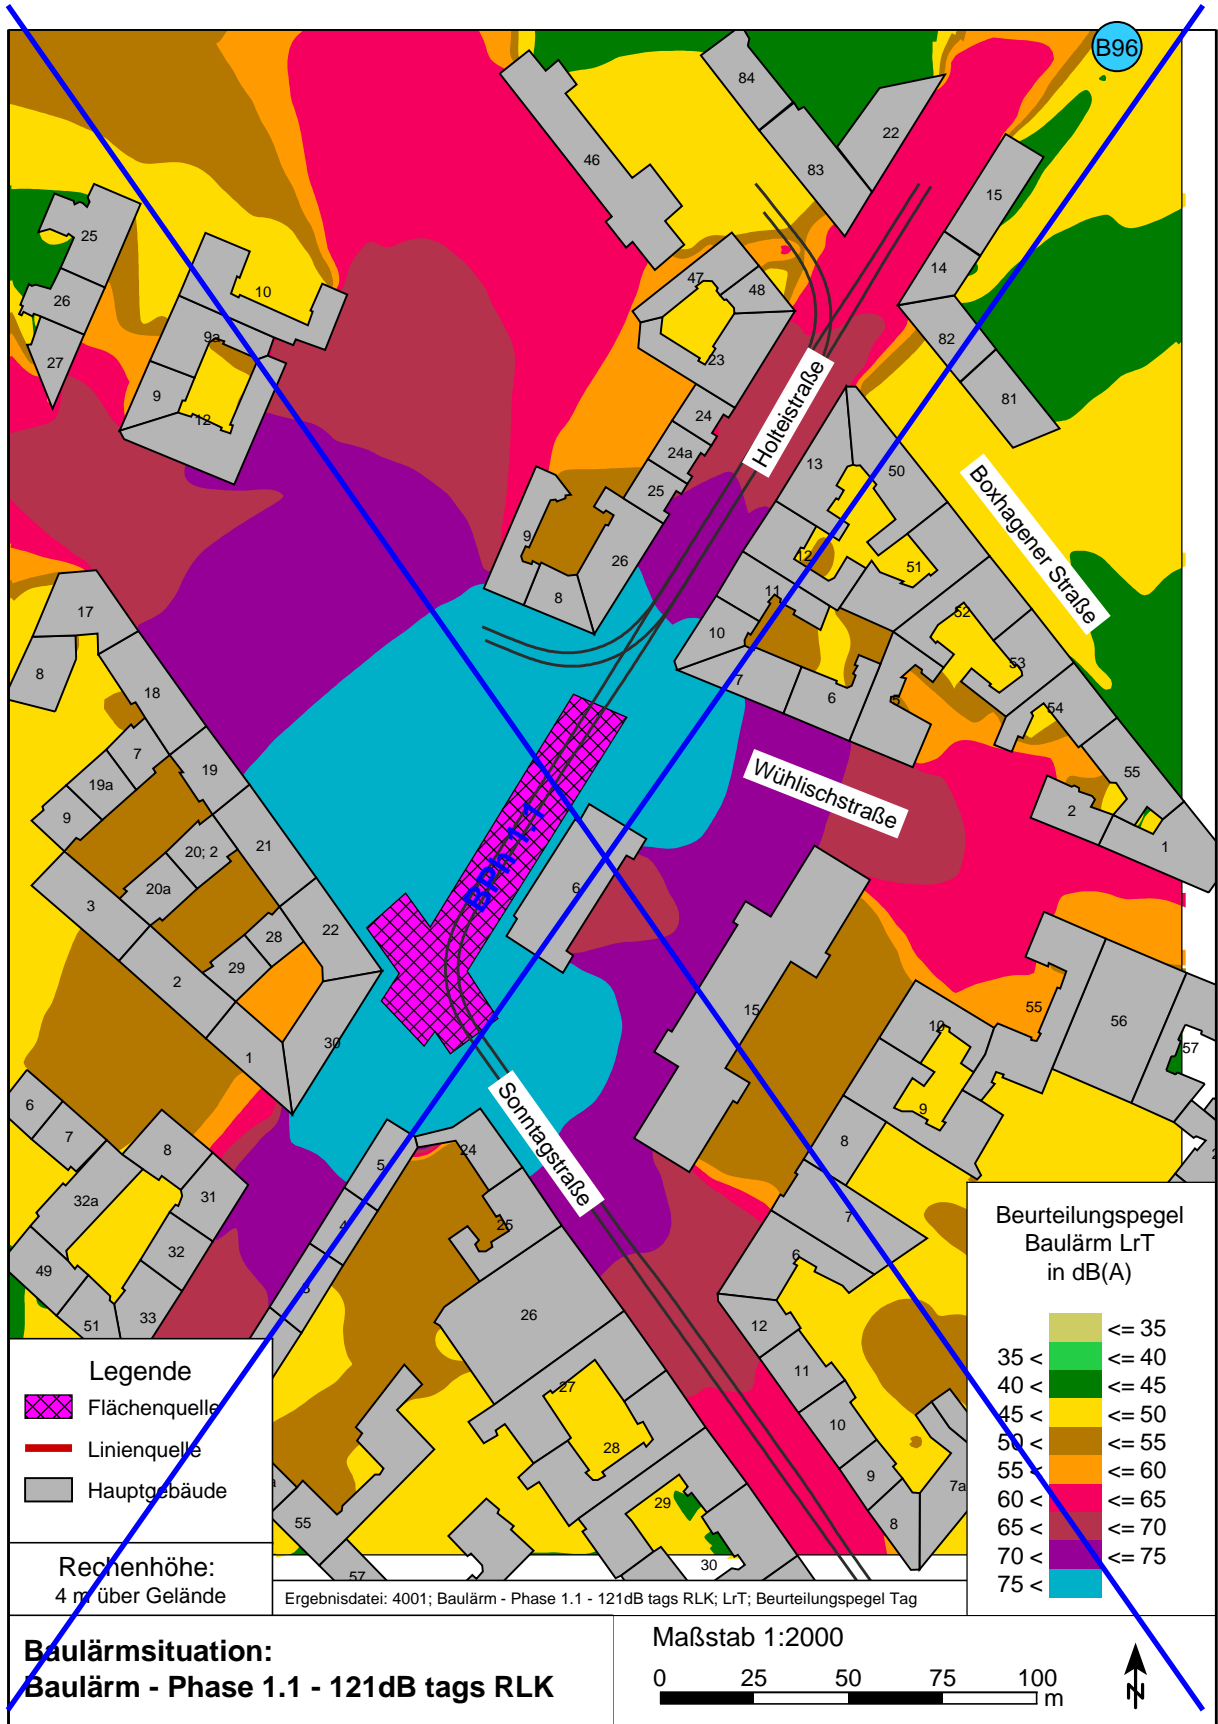 B96
84
22
46
83
15
25
14
47
48
10
26
82
9a
23
27
81
9
24
12
13
50
24a
25
9
12
26
51
11
8
17
52
10
53
8
7
18
6
5
54
7
19
55
19a
9
2
21
20; 2
1
6
20a
3
28
22
29
2
15
55
56
10
30
57
1
6
9
7
8
8
24
5
32a
31
25
7
4
32
6
49
3
26
12
51
33
11
27
10
28
9
29
7a
55
8
57
30
Holteistraße
Boxhagener Straße
Wühlischstraße
BPh 1.1
Sonntagstraße
Beurteilungspegel
Baulärm LrT
in dB(A)
<= 35
35 < <= 40
40 < <= 45
45 < <= 50
50 < <= 55
55 < <= 60
60 < <= 65
65 < <= 70
70 < <= 75
75 <
Legende
Flächenquelle
Linienquelle
Hauptgebäude
Rechenhöhe:
4 m über Gelände
Ergebnisdatei: 4001; Baulärm - Phase 1.1 - 121dB tags RLK; LrT; Beurteilungspegel Tag
Baulärmsituation:
Baulärm - Phase 1.1 - 121dB tags RLK
Maßstab 1:2000
0 25 50 75 100
m
N